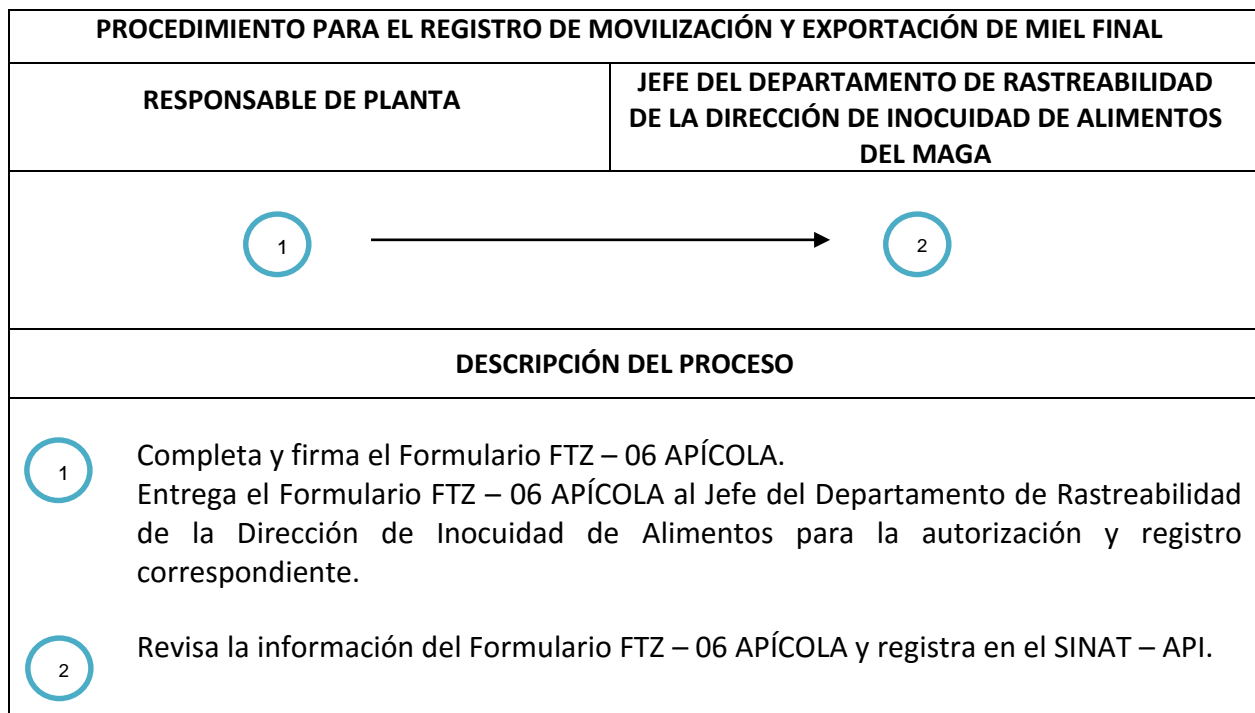 PROCEDIMIENTO PARA EL REGISTRO DE MOVILIZACIÓN Y EXPORTACIÓN DE MIEL FINAL
RESPONSABLE DE PLANTA
JEFE DEL DEPARTAMENTO DE RASTREABILIDAD
DE LA DIRECCIÓN DE INOCUIDAD DE ALIMENTOS
DEL MAGA
1
2
DESCRIPCIÓN DEL PROCESO
1
Completa y firma el Formulario FTZ – 06 APÍCOLA.
Entrega el Formulario FTZ – 06 APÍCOLA al Jefe del Departamento de Rastreabilidad
de la Dirección de Inocuidad de Alimentos para la autorización y registro
correspondiente.
2
Revisa la información del Formulario FTZ – 06 APÍCOLA y registra en el SINAT – API.